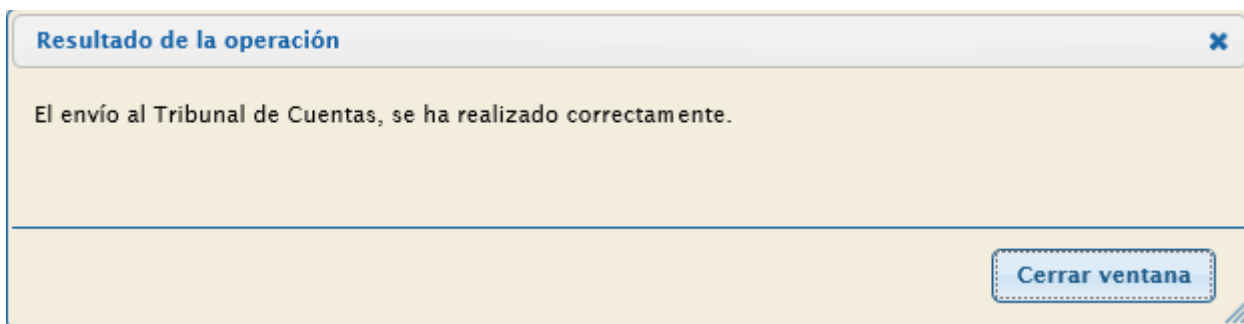 Resultado de la operación
El envío al Tribunal de Cuentas, se ha realizado correctamente.
Cerrar ventana